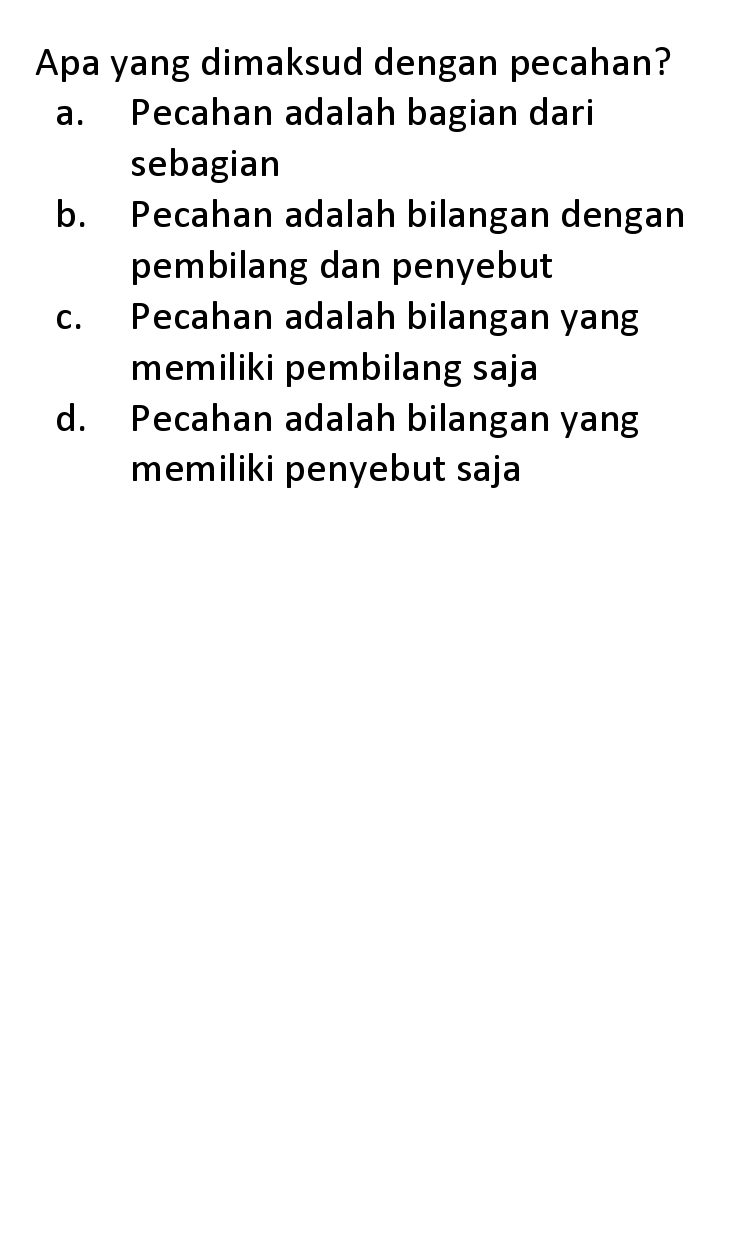 Apa yang dimaksud dengan pecahan?
a. Pecahan adalah bagian dari
sebagian
b. Pecahan adalah bilangan dengan
pembilang dan penyebut
c. Pecahan adalah bilangan yang
memiliki pembilang saja
d. Pecahan adalah bilangan yang
memiliki penyebut saja